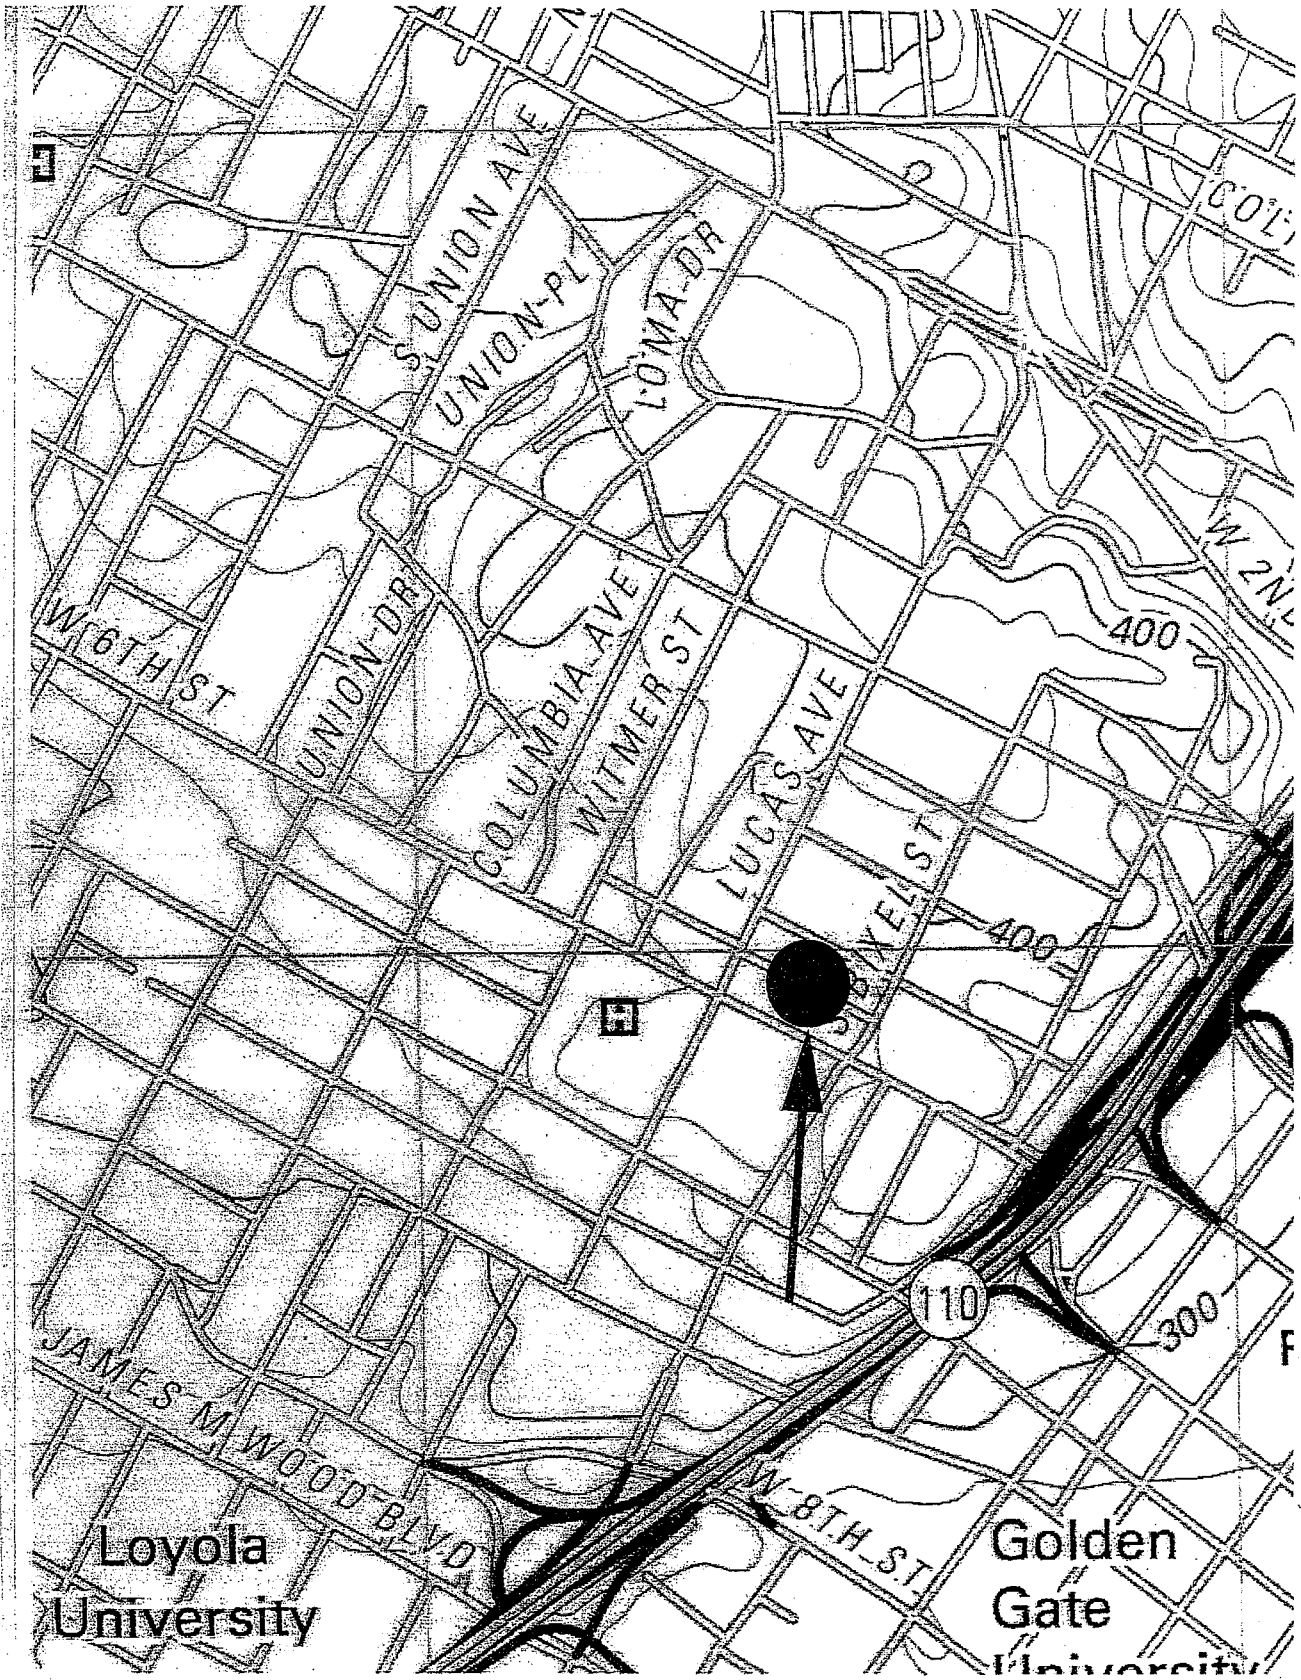 S UNION AVE
UNION PL
LOMA DR
W 2ND
400
W 6TH ST
UNION DR
COLUMBIA AVE
WITMER ST
LUCAS AVE
S BIXEL ST
400
H
110
300
JAMES M WOOD BLVD
W 8TH ST
Loyola
University
Golden
Gate
University